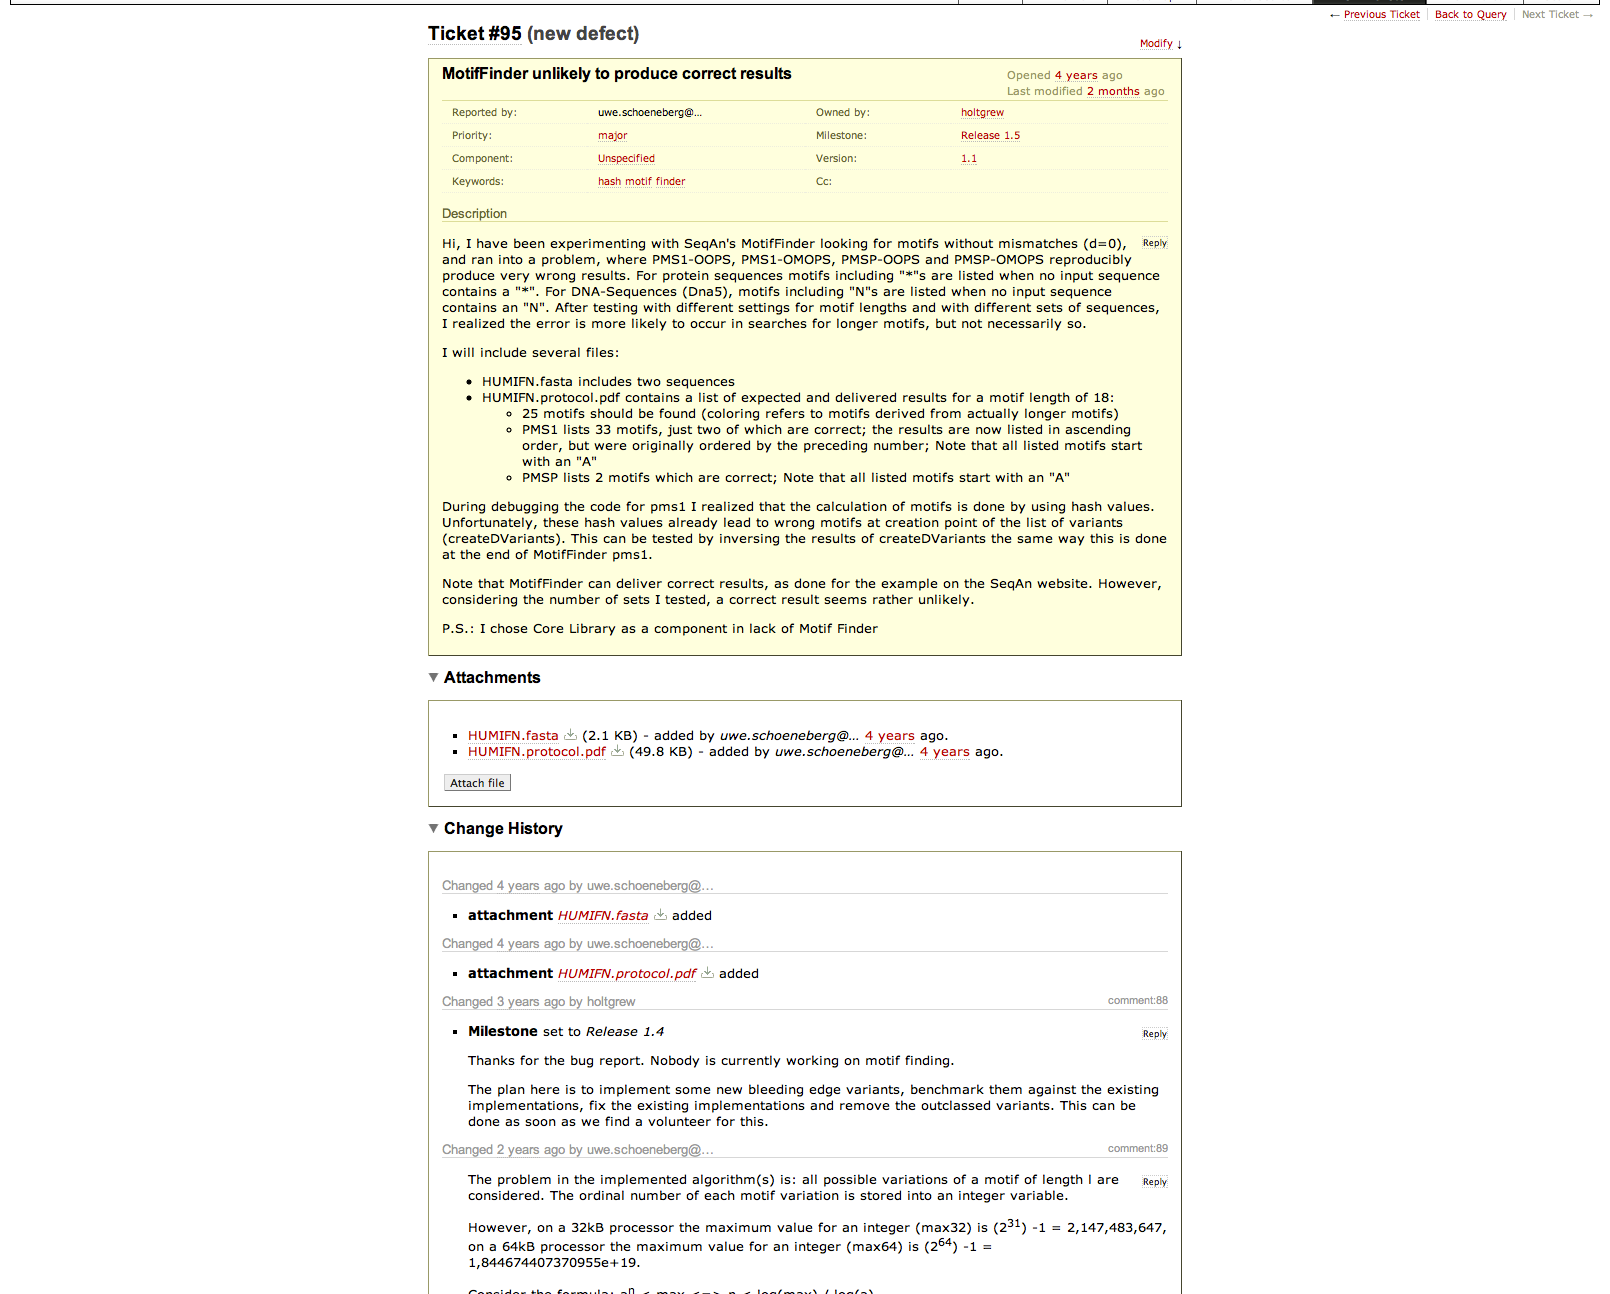 ← Previous Ticket Back to Query Next Ticket →
Ticket #95 (new defect)
Modify ↓
MotifFinder unlikely to produce correct results
Opened 4 years ago
Last modified 2 months ago
Reported by: uwe.schoeneberg@... Owned by: holtgrew
Priority: major Milestone: Release 1.5
Component: Unspecified Version: 1.1
Keywords: hash motif finder Cc:
Description
Reply
Hi, I have been experimenting with SeqAn's MotifFinder looking for motifs without mismatches (d=0),
and ran into a problem, where PMS1-OOPS, PMS1-OMOPS, PMSP-OOPS and PMSP-OMOPS reproducibly
produce very wrong results. For protein sequences motifs including "*"s are listed when no input sequence
contains a "*". For DNA-Sequences (Dna5), motifs including "N"s are listed when no input sequence
contains an "N". After testing with different settings for motif lengths and with different sets of sequences,
I realized the error is more likely to occur in searches for longer motifs, but not necessarily so.
I will include several files:
• HUMIFN.fasta includes two sequences
• HUMIFN.protocol.pdf contains a list of expected and delivered results for a motif length of 18:
◦ 25 motifs should be found (coloring refers to motifs derived from actually longer motifs)
◦ PMS1 lists 33 motifs, just two of which are correct; the results are now listed in ascending
order, but were originally ordered by the preceding number; Note that all listed motifs start
with an "A"
◦ PMSP lists 2 motifs which are correct; Note that all listed motifs start with an "A"
During debugging the code for pms1 I realized that the calculation of motifs is done by using hash values.
Unfortunately, these hash values already lead to wrong motifs at creation point of the list of variants
(createDVariants). This can be tested by inversing the results of createDVariants the same way this is done
at the end of MotifFinder pms1.
Note that MotifFinder can deliver correct results, as done for the example on the SeqAn website. However,
considering the number of sets I tested, a correct result seems rather unlikely.
P.S.: I chose Core Library as a component in lack of Motif Finder
▼ Attachments
▪ HUMIFN.fasta (2.1 KB) - added by uwe.schoeneberg@... 4 years ago.
▪ HUMIFN.protocol.pdf (49.8 KB) - added by uwe.schoeneberg@... 4 years ago.
Attach file
▼ Change History
Changed 4 years ago by uwe.schoeneberg@...
▪ attachment HUMIFN.fasta added
Changed 4 years ago by uwe.schoeneberg@...
▪ attachment HUMIFN.protocol.pdf added
Changed 3 years ago by holtgrew comment:88
▪ Milestone set to Release 1.4
Reply
Thanks for the bug report. Nobody is currently working on motif finding.
The plan here is to implement some new bleeding edge variants, benchmark them against the existing
implementations, fix the existing implementations and remove the outclassed variants. This can be
done as soon as we find a volunteer for this.
Changed 2 years ago by uwe.schoeneberg@... comment:89
Reply
The problem in the implemented algorithm(s) is: all possible variations of a motif of length l are
considered. The ordinal number of each motif variation is stored into an integer variable.
However, on a 32kB processor the maximum value for an integer (max32) is (2^31) -1 = 2,147,483,647,
on a 64kB processor the maximum value for an integer (max64) is (2^64) -1 =
1,844674407370955e+19.
Consider the formula: a^n < max <=> n < log(max) / log(a)